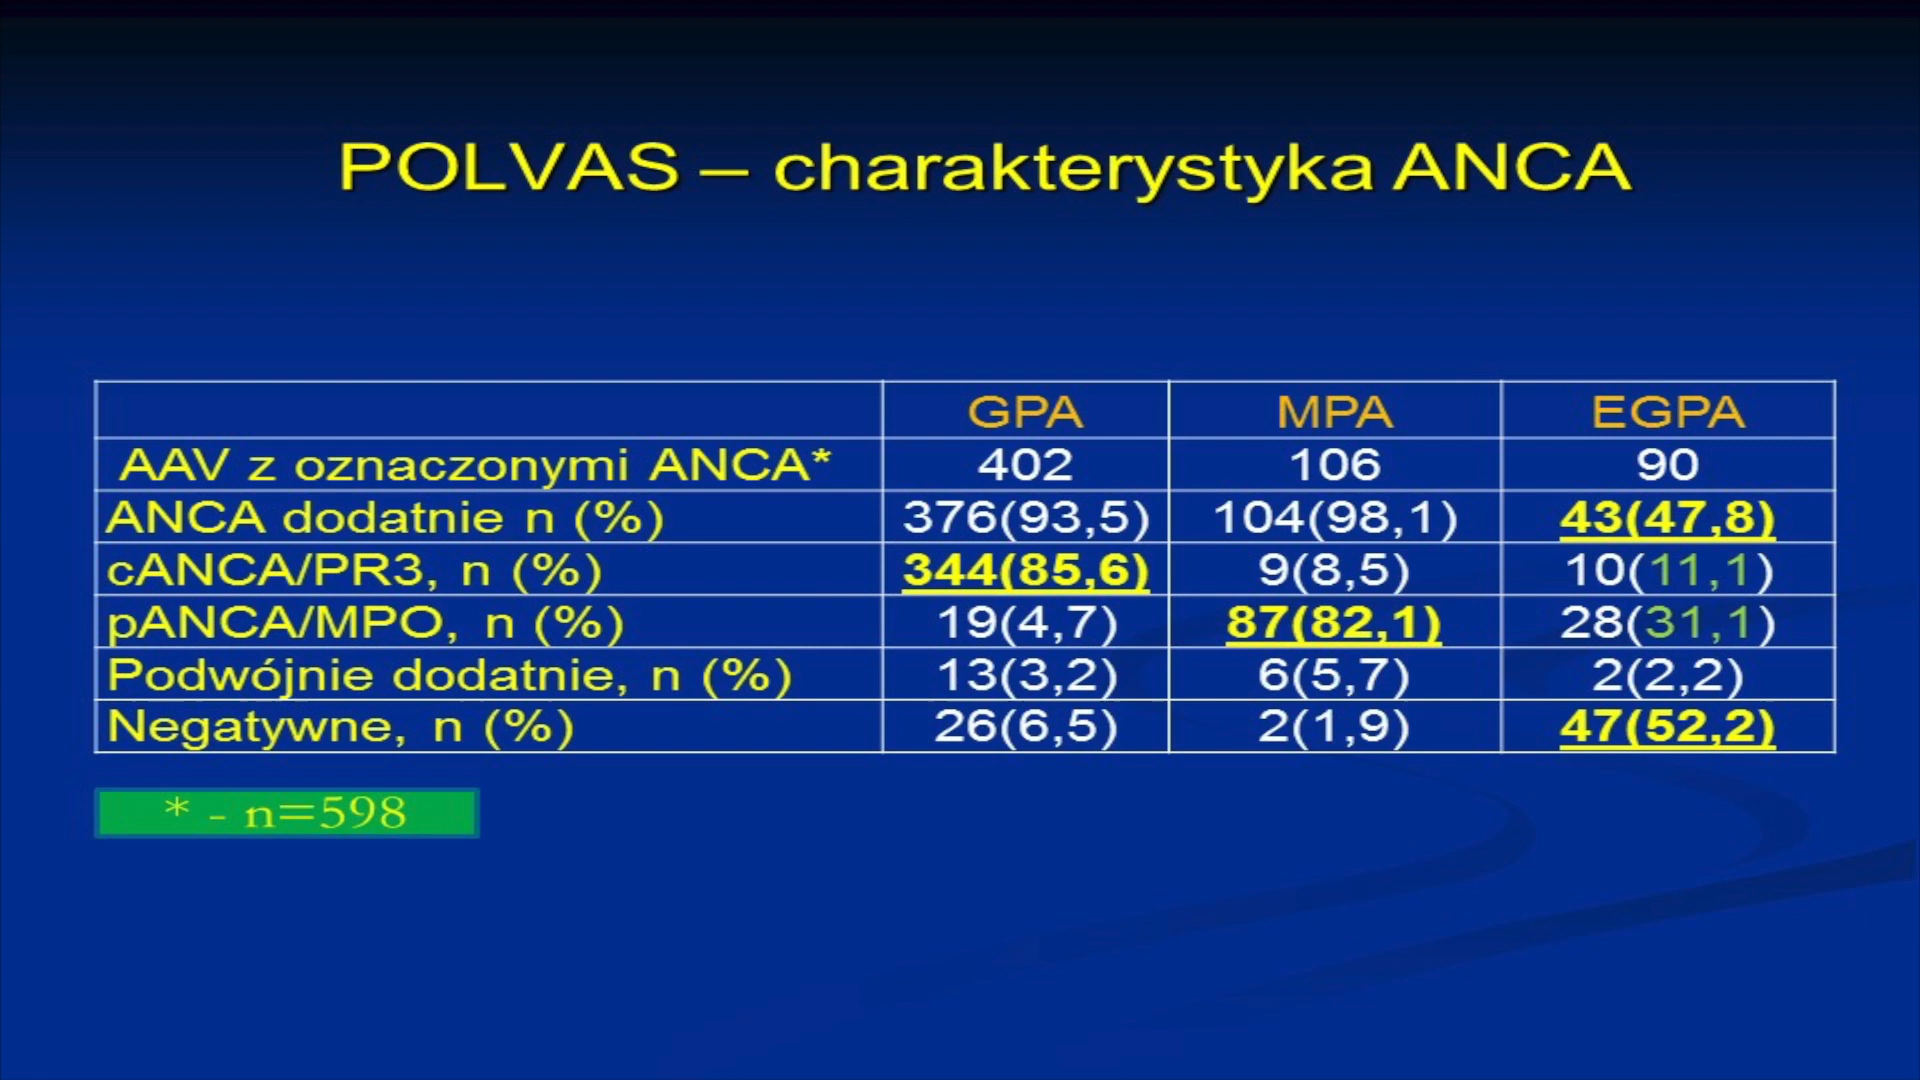 POLVAS – charakterystyka ANCA
GPA MPA EGPA
AAV z oznaczonymi ANCA* 402 106 90
ANCA dodatnie n (%) 376(93,5) 104(98,1) 43(47,8)
cANCA/PR3, n (%) 344(85,6) 9(8,5) 10(11,1)
pANCA/MPO, n (%) 19(4,7) 87(82,1) 28(31,1)
Podwójnie dodatnie, n (%) 13(3,2) 6(5,7) 2(2,2)
Negatywne, n (%) 26(6,5) 2(1,9) 47(52,2)
* - n=598